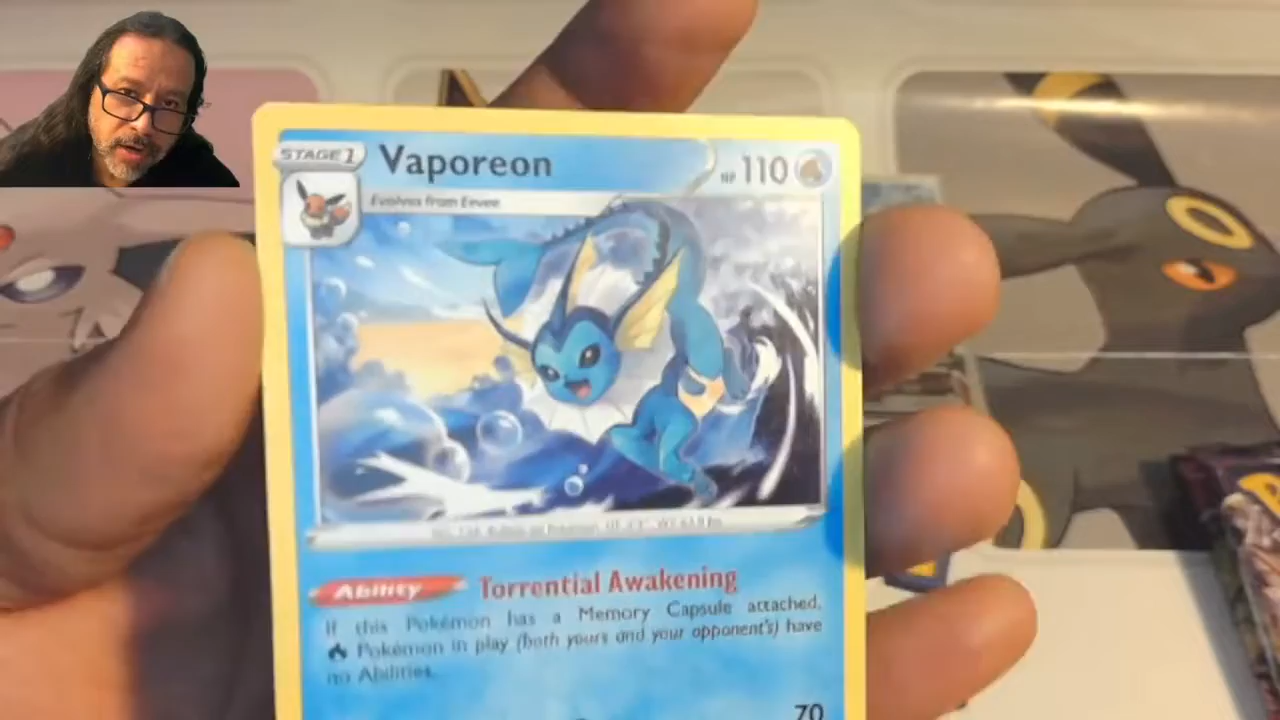 STAGE 1
Vaporeon
HP 110
Evolves from Eevee
Ability Torrential Awakening
If this Pokémon has a Memory Capsule attached,
Pokémon in play (both yours and your opponent's) have
no Abilities.
70